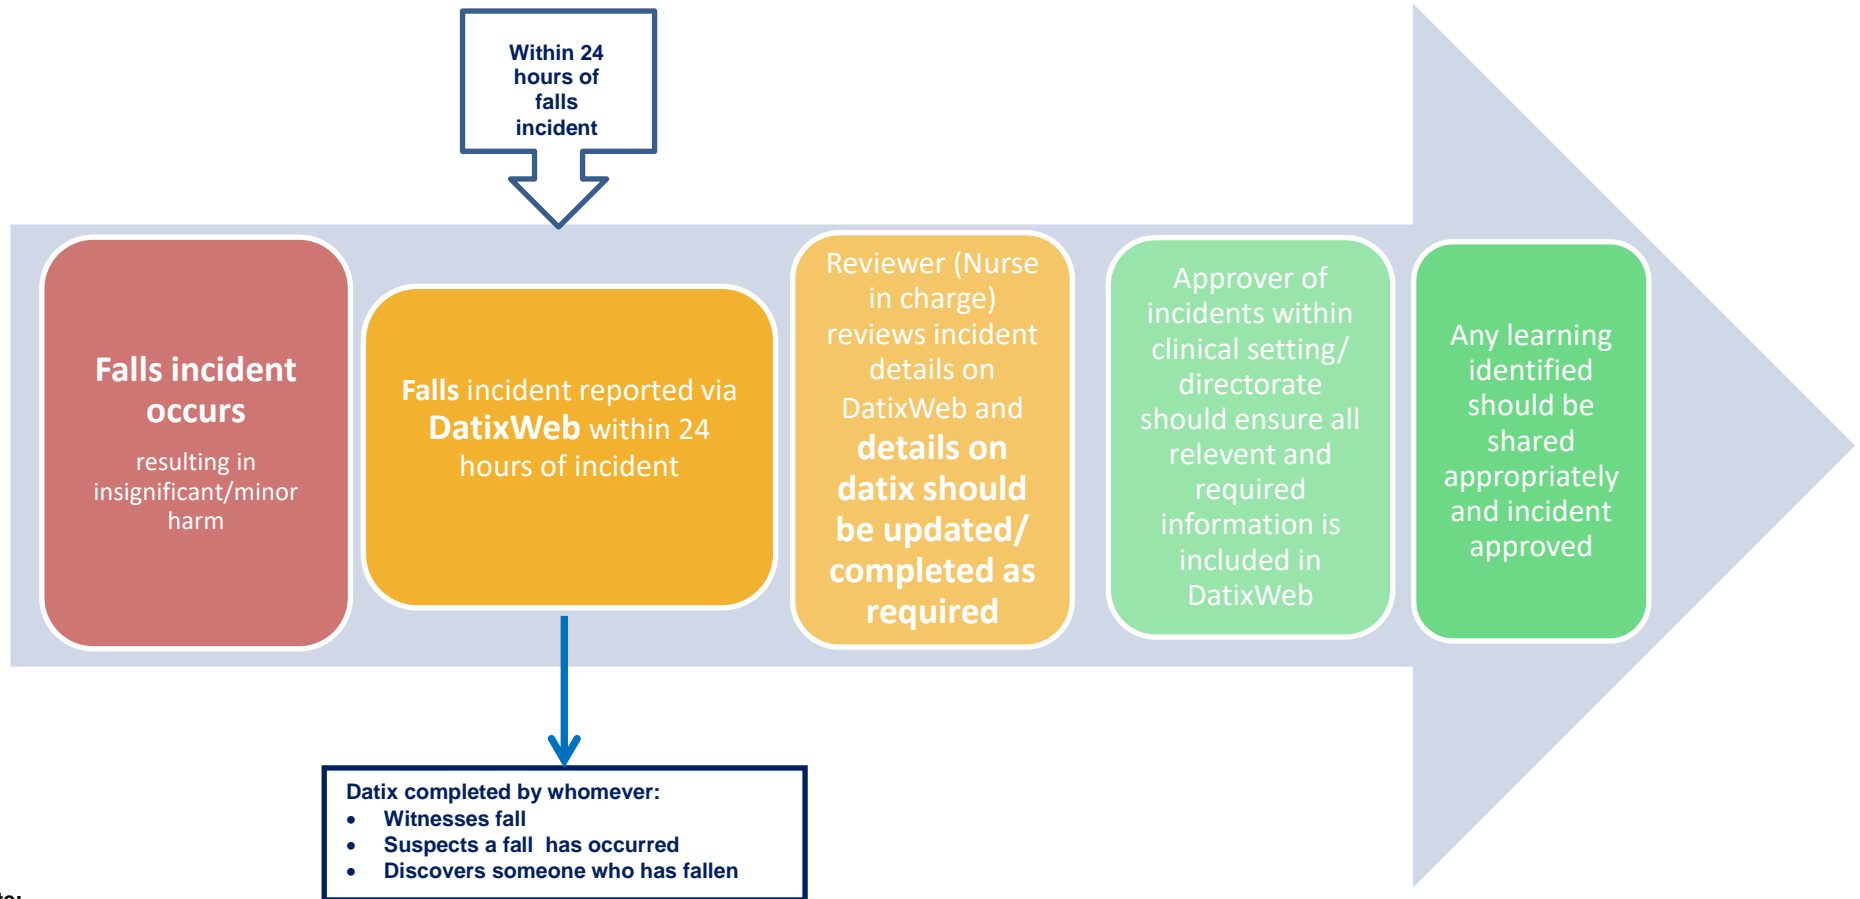 Within 24
hours of
falls
incident
Falls incident
occurs
resulting in
insignificant/minor
harm
Falls incident reported via
DatixWeb within 24
hours of incident
Reviewer (Nurse
in charge)
reviews incident
details on
DatixWeb and
details on
datix should
be updated/
completed as
required
Approver of
incidents within
clinical setting/
directorate
should ensure all
relevent and
required
information is
included in
DatixWeb
Any learning
identified
should be
shared
appropriately
and incident
approved
Datix completed by whomever:
• Witnesses fall
• Suspects a fall has occurred
• Discovers someone who has fallen